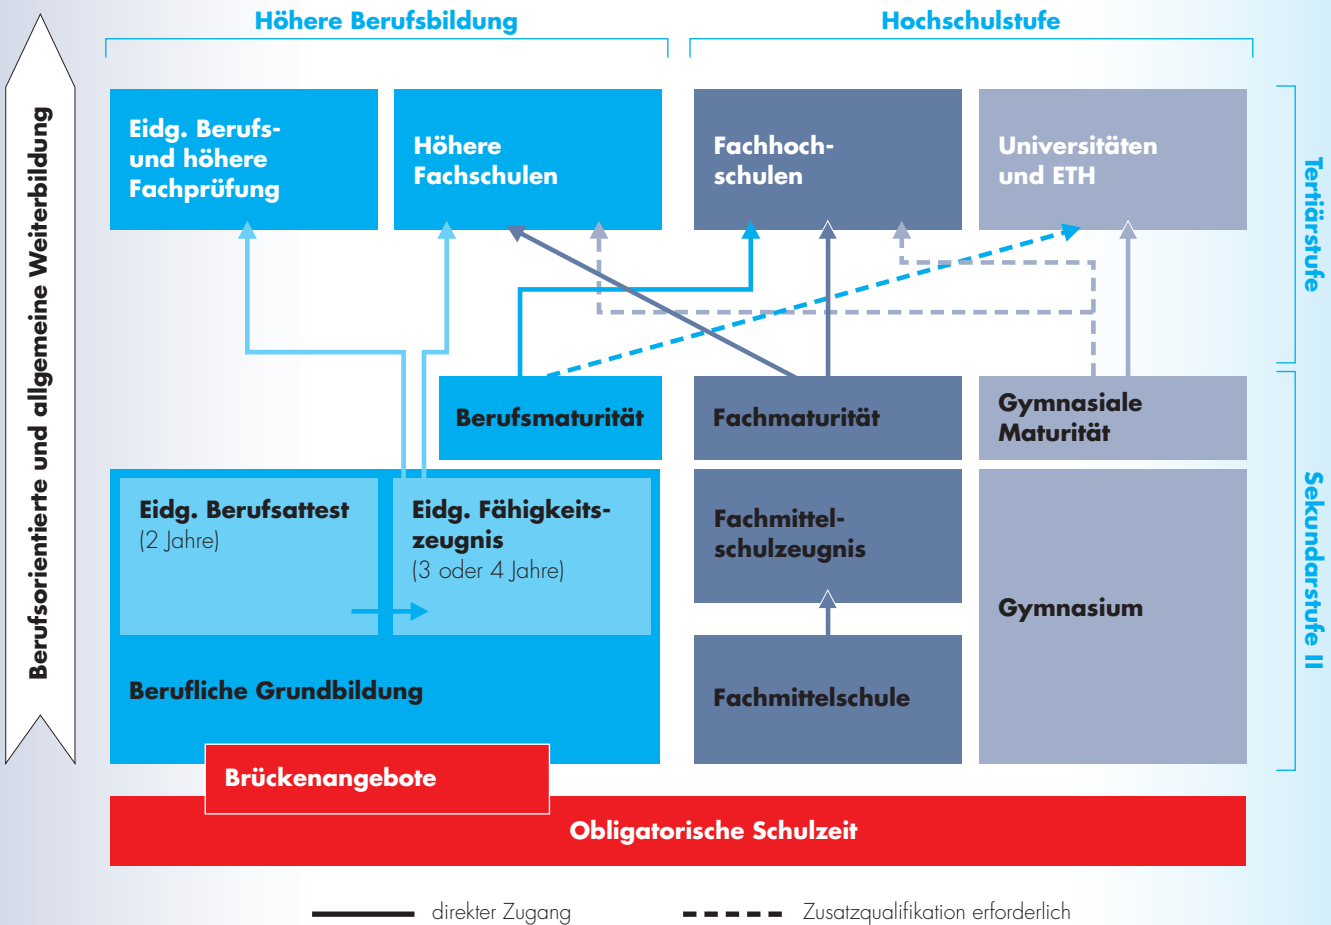 Höhere Berufsbildung
Hochschulstufe
Berufsorientierte und allgemeine Weiterbildung
Eidg. Berufs-
und höhere
Fachprüfung
Höhere
Fachschulen
Fachhoch-
schulen
Universitäten
und ETH
Tertiärstufe
Berufsmaturität
Fachmaturität
Gymnasiale
Maturität
Eidg. Berufsattest
(2 Jahre)
Eidg. Fähigkeits-
zeugnis
(3 oder 4 Jahre)
Fachmittel-
schulzeugnis
Gymnasium
Sekundarstufe II
Berufliche Grundbildung
Fachmittelschule
Brückenangebote
Obligatorische Schulzeit
direkter Zugang
Zusatzqualifikation erforderlich